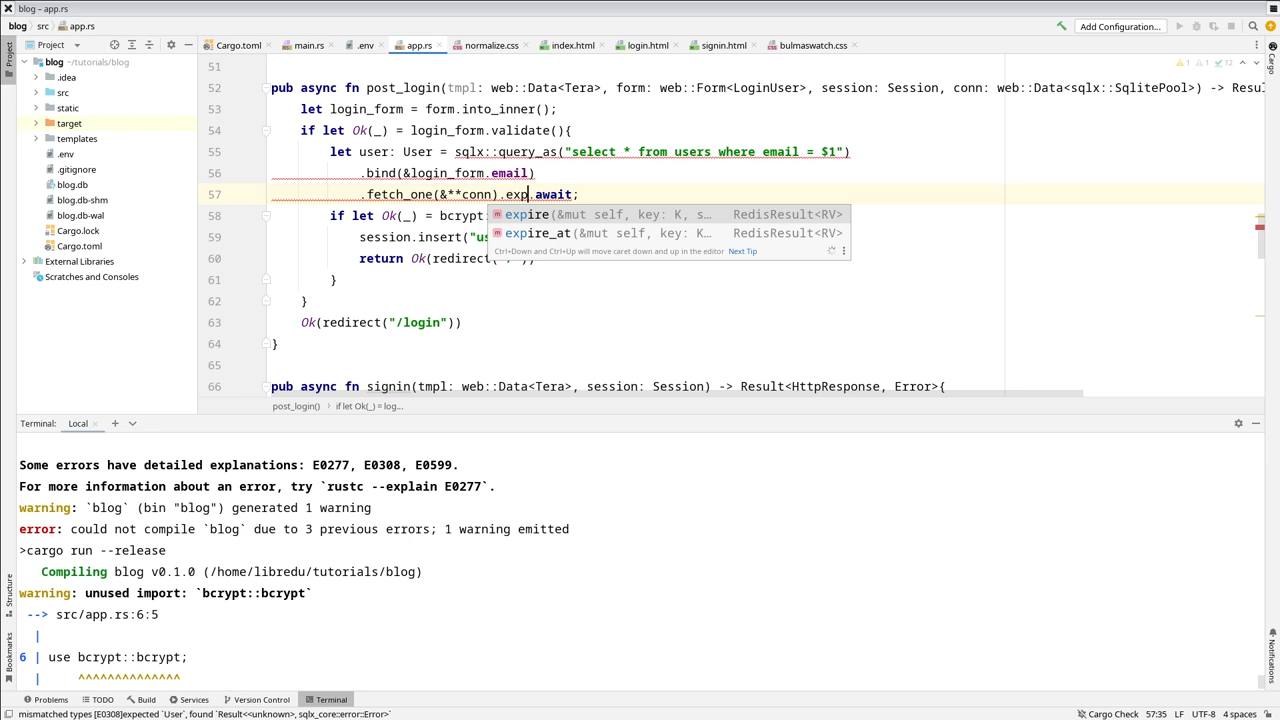 blog – app.rs
blog
src
app.rs
Add Configuration...
Project
Cargo.toml
main.rs
.env
app.rs
normalize.css
index.html
login.html
signin.html
bulmaswatch.css
Project
Cargo
blog ~/tutorials/blog
.idea
src
static
target
templates
.env
.gitignore
blog.db
blog.db-shm
blog.db-wal
Cargo.lock
Cargo.toml
External Libraries
Scratches and Consoles
1 1 12
51
52 pub async fn post_login(tmpl: web::Data<Tera>, form: web::Form<LoginUser>, session: Session, conn: web::Data<sqlx::SqlitePool>) -> Resul
53 let login_form = form.into_inner();
54 if let Ok(_) = login_form.validate(){
55 let user: User = sqlx::query_as("select * from users where email = $1")
56 .bind(&login_form.email)
57 .fetch_one(&**conn).exp.await;
58 if let Ok(_) = bcrypt:
59 session.insert("us
60 return Ok(redirect("/"))
61 }
62 }
63 Ok(redirect("/login"))
64 }
65
66 pub async fn signin(tmpl: web::Data<Tera>, session: Session) -> Result<HttpResponse, Error>{
expire(&mut self, key: K, s... RedisResult<RV>
expire_at(&mut self, key: K... RedisResult<RV>
Ctrl+Down and Ctrl+Up will move caret down and up in the editor Next Tip
post_login()
if let Ok(_) = log...
Terminal:
Local
Some errors have detailed explanations: E0277, E0308, E0599.
For more information about an error, try `rustc --explain E0277`.
warning: `blog` (bin "blog") generated 1 warning
error: could not compile `blog` due to 3 previous errors; 1 warning emitted
>cargo run --release
Compiling blog v0.1.0 (/home/libredu/tutorials/blog)
warning: unused import: `bcrypt::bcrypt`
--> src/app.rs:6:5
|
6 | use bcrypt::bcrypt;
| ^^^^^^^^^^^^^^
Structure
Bookmarks
Notifications
Problems
TODO
Build
Services
Version Control
Terminal
mismatched types [E0308]expected `User`, found `Result<<unknown>, sqlx_core::error::Error>`
Cargo Check
57:35
LF
UTF-8
4 spaces